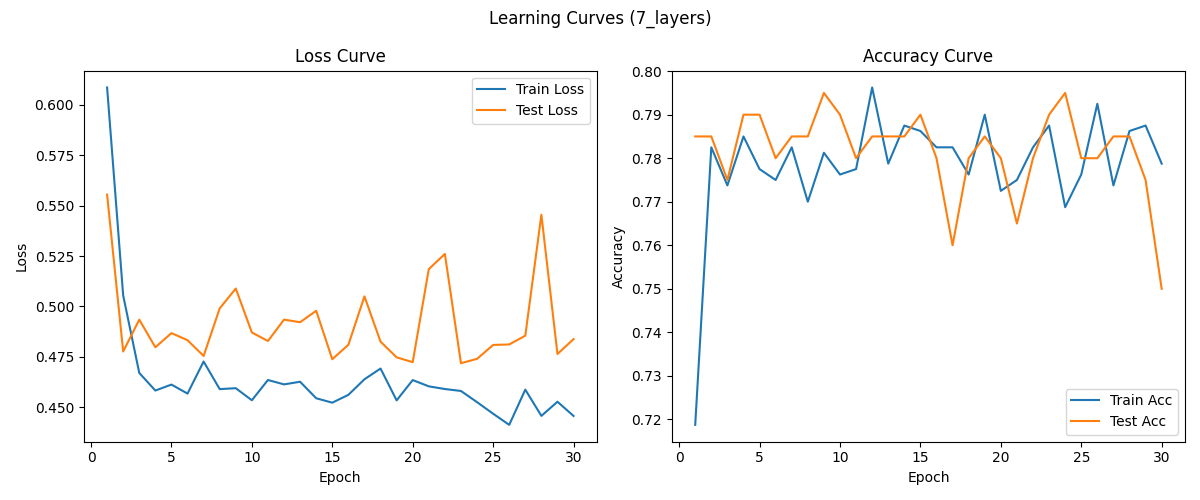 Learning Curves (7_layers)
Loss Curve
Train Loss
Test Loss
0.600
0.575
0.550
0.525
0.500
0.475
0.450
Loss
0 5 10 15 20 25 30
Epoch
Accuracy Curve
0.80
0.79
0.78
0.77
0.76
0.75
0.74
0.73
0.72
Accuracy
Train Acc
Test Acc
0 5 10 15 20 25 30
Epoch